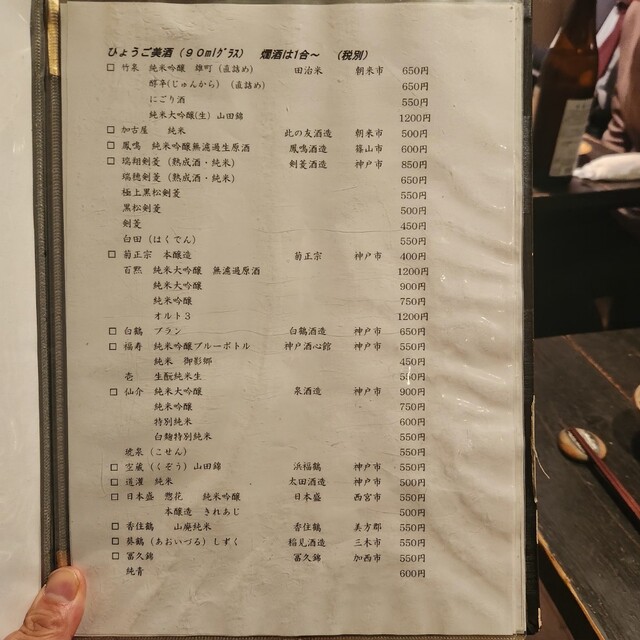 ひょうご美酒（９０mlｸﾞﾗｽ） 燗酒は1合～ （税別）
□ 竹泉 純米吟醸 雄町（直詰め） 田治米 朝来市 650円
醇辛（じゅんから）（直詰め） 650円
にごり酒 550円
純米大吟醸(生) 山田錦 1200円
□ 加古屋 純米 此の友酒造 朝来市 500円
□ 鳳鳴 純米吟醸無濾過生原酒 鳳鳴酒造 篠山市 600円
□ 瑞翔剣菱（熟成酒・純米） 剣菱酒造 神戸市 850円
瑞穂剣菱（熟成酒・純米） 650円
極上黒松剣菱 550円
黒松剣菱 500円
剣菱 450円
白田（はくでん） 550円
□ 菊正宗 本醸造 菊正宗 神戸市 400円
百黙 純米大吟醸 無濾過原酒 1200円
純米大吟醸 900円
純米吟醸 750円
オルト３ 1200円
□ 白鶴 ブラン 白鶴酒造 神戸市 650円
□ 福寿 純米吟醸ブルーボトル 神戸酒心館 神戸市 550円
純米 御影郷 450円
壱 生酛純米生 550円
□ 仙介 純米大吟醸 泉酒造 神戸市 900円
純米吟醸 750円
特別純米 600円
白麹特別純米 550円
琥泉（こせん） 550円
□ 空蔵（くぞう）山田錦 浜福鶴 神戸市 550円
□ 道灌 純米 太田酒造 神戸市 500円
□ 日本盛 惣花 純米吟醸 日本盛 西宮市 550円
本醸造 きれあじ 500円
□ 香住鶴 山廃純米 香住鶴 美方郡 550円
□ 葵鶴（あおいづる）しずく 稲見酒造 三木市 550円
□ 富久錦 富久錦 加西市 550円
純青 600円